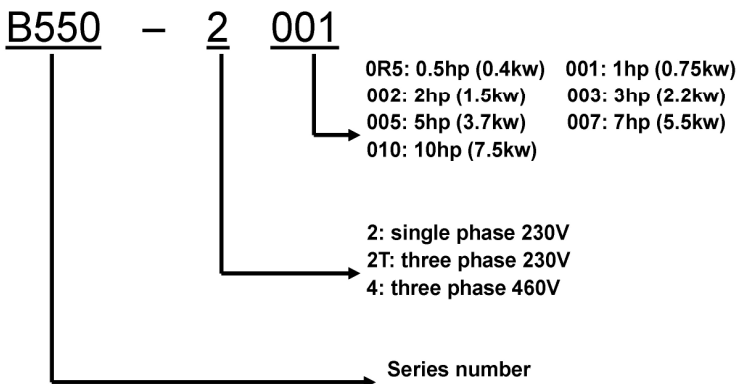 B550 – 2 001
0R5: 0.5hp (0.4kw) 001: 1hp (0.75kw)
002: 2hp (1.5kw) 003: 3hp (2.2kw)
005: 5hp (3.7kw) 007: 7hp (5.5kw)
010: 10hp (7.5kw)
2: single phase 230V
2T: three phase 230V
4: three phase 460V
Series number